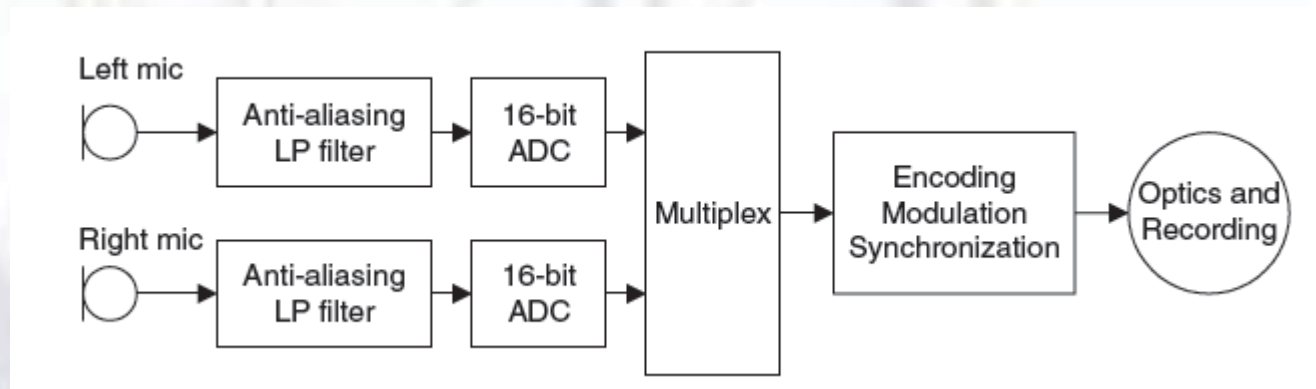 Left mic
Anti-aliasing
LP filter
16-bit
ADC
Right mic
Anti-aliasing
LP filter
16-bit
ADC
Multiplex
Encoding
Modulation
Synchronization
Optics and
Recording